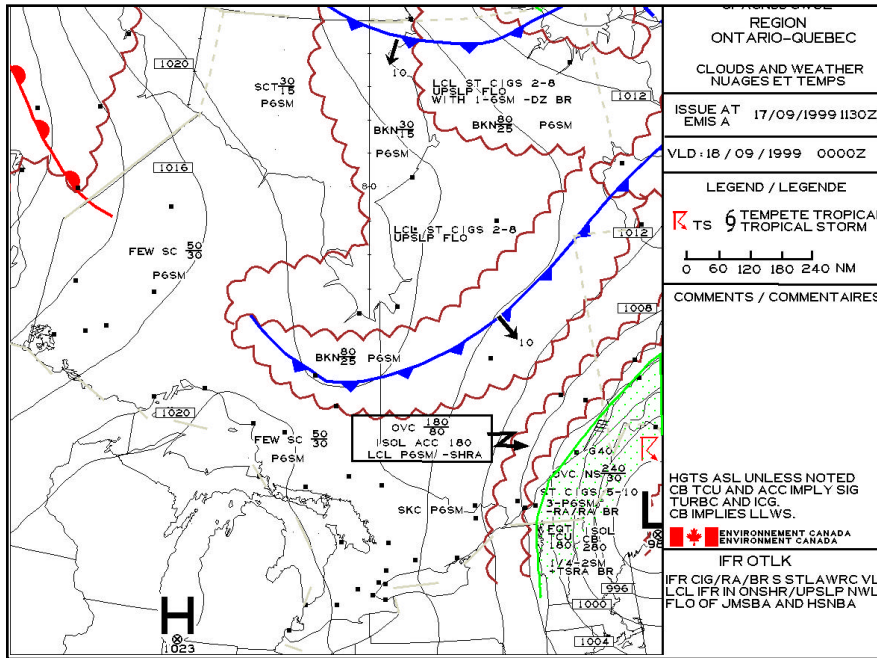 REGION
ONTARIO-QUEBEC
CLOUDS AND WEATHER
NUAGES ET TEMPS
ISSUE AT
EMIS A 17/09/1999 1130Z
VLD: 18 / 09 / 1999 0000Z
LEGEND / LEGENDE
TS TEMPETE TROPICAL
TROPICAL STORM
0 60 120 180 240 NM
COMMENTS / COMMENTAIRES
HGTS ASL UNLESS NOTED
CB TCU AND ACC IMPLY SIG
TURBC AND ICG.
CB IMPLIES LLWS.
ENVIRONNEMENT CANADA
ENVIRONMENT CANADA
IFR OTLK
IFR CIG/RA/BR S STLAWRC VL
LCL IFR IN ONSHR/UPSLP NWL
FLO OF JMSBA AND HSNBA
1020
SCT 30
15
P6SM
10
LCL ST CIGS 2-8
UPSLP FLO
WITH 1-6SM -DZ BR
BKN 80
25 P6SM
1012
BKN 30
15
P6SM
1016
80
LCL ST CIGS 2-8
UPSLP FLO
1012
FEW SC 50
30
P6SM
1008
10
BKN 80
25 P6SM
1020
FEW SC 50
30
P6SM
OVC 180
80
ISOL ACC 180
LCL P6SM/ -SHRA
G40
OVC NS 240
30
ST CIGS 5-10
3-P6SM
-RA/RA BR
FQT ISOL
TCU CB
180 280
1/4-2SM
+TSRA BR
SKC P6SM
L
98
996
1000
1004
H
1023